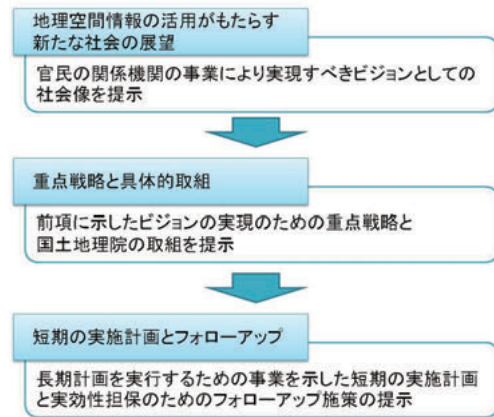 地理空間情報の活用がもたらす
新たな社会の展望
官民の関係機関の事業により実現すべきビジョンとしての
社会像を提示
重点戦略と具体的取組
前項に示したビジョンの実現のための重点戦略と
国土地理院の取組を提示
短期の実施計画とフォローアップ
長期計画を実行するための事業を示した短期の実施計画
と実効性担保のためのフォローアップ施策の提示